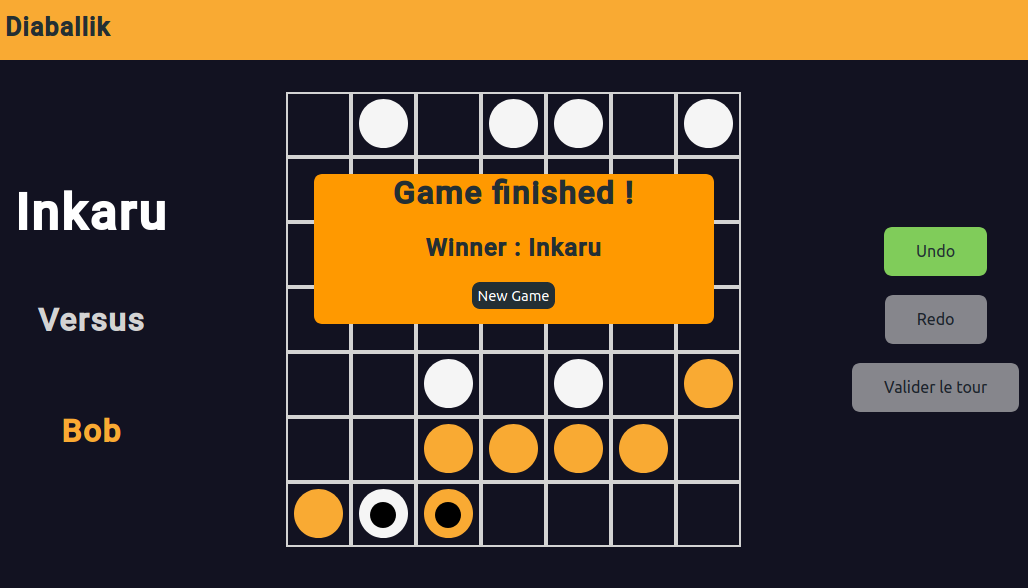 Diaballik
Inkaru
Versus
Bob
Game finished !
Winner : Inkaru
New Game
Undo
Redo
Valider le tour